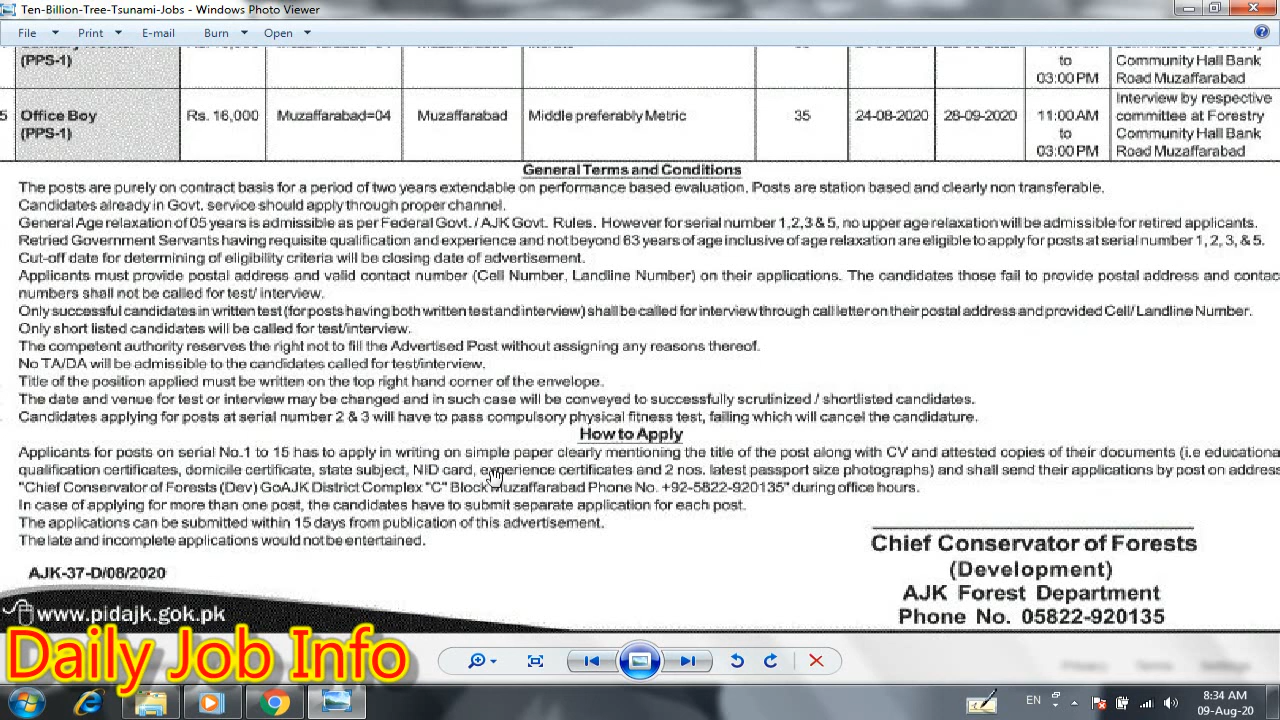 Ten-Billion-Tree-Tsunami-Jobs - Windows Photo Viewer
File Print E-mail Burn Open
(PPS-1)
to
03:00 PM
Community Hall Bank
Road Muzaffarabad
5 Office Boy (PPS-1) Rs. 16,000 Muzaffarabad=04 Muzaffarabad Middle preferably Metric 35 24-08-2020 28-09-2020 11:00AM to 03:00PM
Interview by respective
committee at Forestry
Community Hall Bank
Road Muzaffarabad
General Terms and Conditions
The posts are purely on contract basis for a period of two years extendable on performance based evaluation. Posts are station based and clearly non transferable.
Candidates already in Govt. service should apply through proper channel.
General Age relaxation of 05 years is admissible as per Federal Govt. / AJK Govt. Rules. However for serial number 1,2,3 & 5, no upper age relaxation will be admissible for retired applicants.
Retried Government Servants having requisite qualification and experience and not beyond 63 years of age inclusive of age relaxation are eligible to apply for posts at serial number 1, 2, 3, & 5.
Cut-off date for determining of eligibility criteria will be closing date of advertisement.
Applicants must provide postal address and valid contact number (Cell Number, Landline Number) on their applications. The candidates those fail to provide postal address and contac
numbers shall not be called for test/ interview.
Only successful candidates in written test (for posts having both written test and interview) shall be called for interview through call letter on their postal address and provided Cell/ Landline Number.
Only short listed candidates will be called for test/interview.
The competent authority reserves the right not to fill the Advertised Post without assigning any reasons thereof.
No TA/DA will be admissible to the candidates called for test/interview.
Title of the position applied must be written on the top right hand corner of the envelope.
The date and venue for test or interview may be changed and in such case will be conveyed to successfully scrutinized / shortlisted candidates.
Candidates applying for posts at serial number 2 & 3 will have to pass compulsory physical fitness test, failing which will cancel the candidature.
How to Apply
Applicants for posts on serial No.1 to 15 has to apply in writing on simple paper clearly mentioning the title of the post along with CV and attested copies of their documents (i.e educationa
qualification certificates, domicile certificate, state subject, NID card, experience certificates and 2 nos. latest passport size photographs) and shall send their applications by post on address
"Chief Conservator of Forests (Dev) GoAJK District Complex "C" Block Muzaffarabad Phone No. +92-5822-920135" during office hours.
In case of applying for more than one post, the candidates have to submit separate application for each post.
The applications can be submitted within 15 days from publication of this advertisement.
The late and incomplete applications would not be entertained.
Chief Conservator of Forests
(Development)
AJK Forest Department
Phone No. 05822-920135
AJK-37-D/08/2020
www.pidajk.gok.pk
Daily Job Info
EN
8:34 AM
09-Aug-20